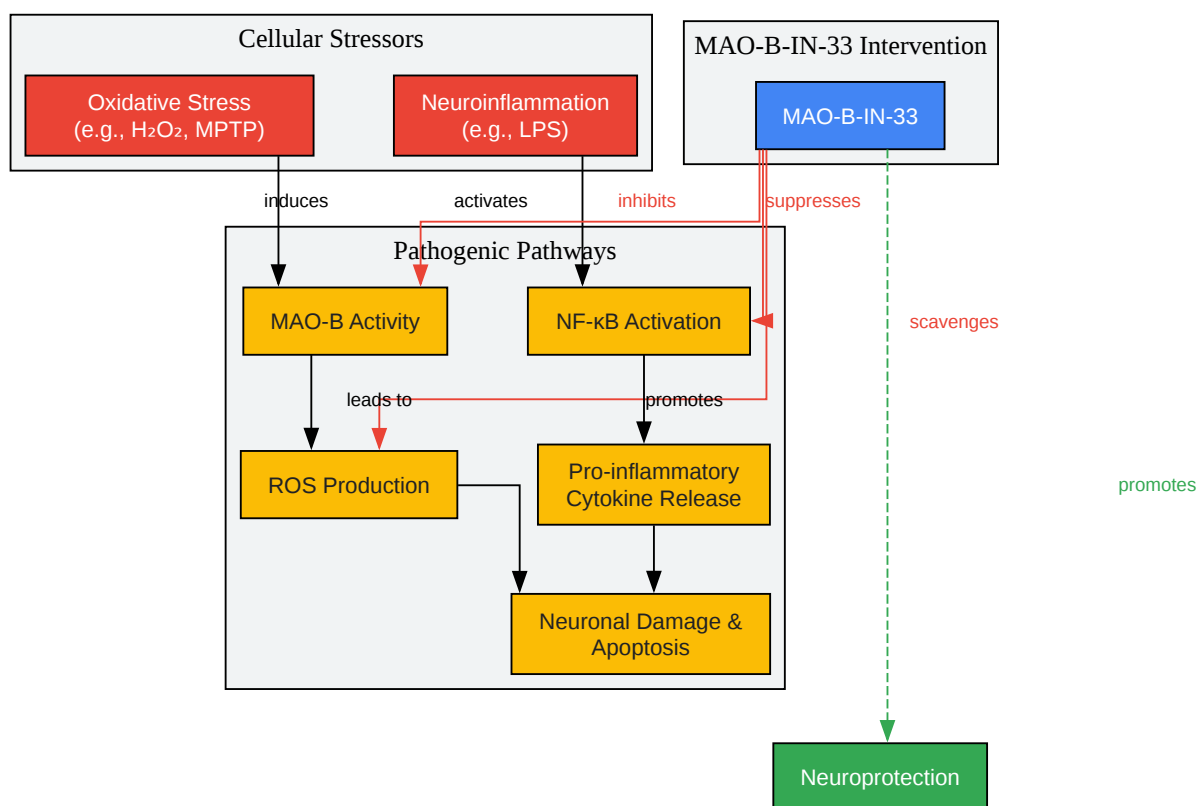 Cellular Stressors
MAO-B-IN-33 Intervention
Oxidative Stress
(e.g., H₂O₂, MPTP)
Neuroinflammation
(e.g., LPS)
MAO-B-IN-33
induces
activates
inhibits
suppresses
Pathogenic Pathways
MAO-B Activity
NF-κB Activation
scavenges
leads to
promotes
ROS Production
Pro-inflammatory
Cytokine Release
promotes
Neuronal Damage &
Apoptosis
Neuroprotection